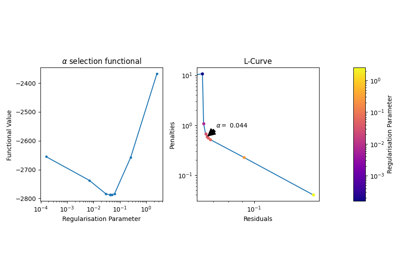 α selection functional
L-Curve
Functional Value
−2400
−2500
−2600
−2700
−2800
10⁻⁴
10⁻³
10⁻²
10⁻¹
10⁰
Regularisation Parameter
Penalties
10¹
10⁰
10⁻¹
α = 0.044
10⁻¹
Residuals
10⁰
10⁻¹
10⁻²
10⁻³
Regularisation Parameter